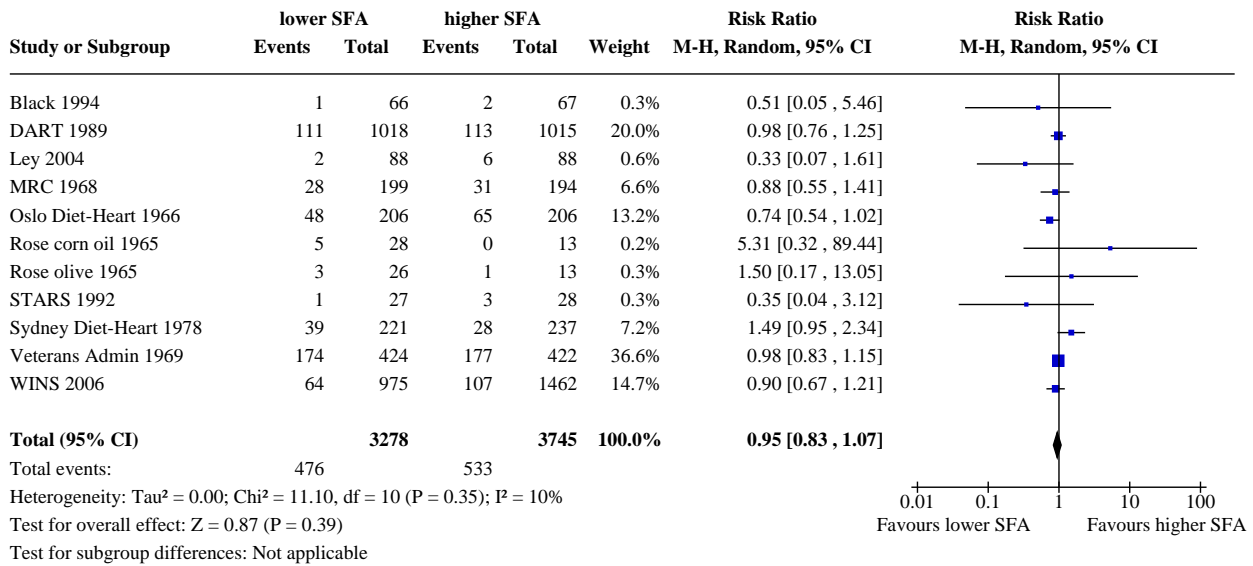 lower SFA higher SFA Risk Ratio Risk Ratio
Study or Subgroup Events Total Events Total Weight M-H, Random, 95% CI M-H, Random, 95% CI
Black 1994 1 66 2 67 0.3% 0.51 [0.05 , 5.46]
DART 1989 111 1018 113 1015 20.0% 0.98 [0.76 , 1.25]
Ley 2004 2 88 6 88 0.6% 0.33 [0.07 , 1.61]
MRC 1968 28 199 31 194 6.6% 0.88 [0.55 , 1.41]
Oslo Diet-Heart 1966 48 206 65 206 13.2% 0.74 [0.54 , 1.02]
Rose corn oil 1965 5 28 0 13 0.2% 5.31 [0.32 , 89.44]
Rose olive 1965 3 26 1 13 0.3% 1.50 [0.17 , 13.05]
STARS 1992 1 27 3 28 0.3% 0.35 [0.04 , 3.12]
Sydney Diet-Heart 1978 39 221 28 237 7.2% 1.49 [0.95 , 2.34]
Veterans Admin 1969 174 424 177 422 36.6% 0.98 [0.83 , 1.15]
WINS 2006 64 975 107 1462 14.7% 0.90 [0.67 , 1.21]
Total (95% CI) 3278 3745 100.0% 0.95 [0.83 , 1.07]
Total events: 476 533
Heterogeneity: Tau² = 0.00; Chi² = 11.10, df = 10 (P = 0.35); I² = 10%
Test for overall effect: Z = 0.87 (P = 0.39)
Test for subgroup differences: Not applicable
0.01 0.1 1 10 100
Favours lower SFA Favours higher SFA